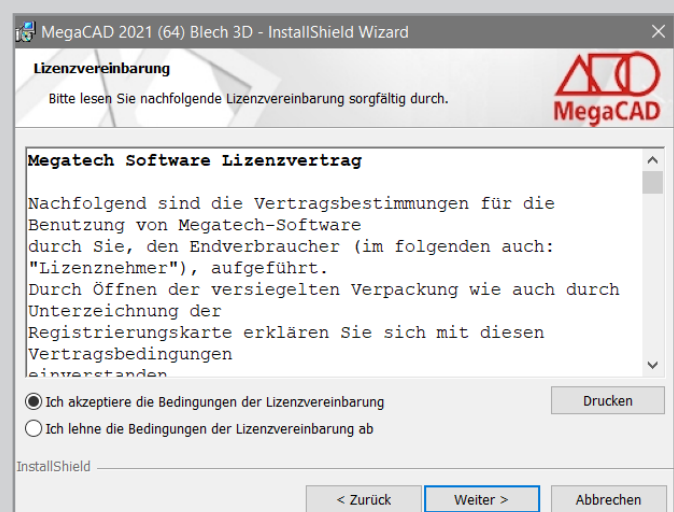 MegaCAD 2021 (64) Blech 3D - InstallShield Wizard
Lizenzvereinbarung
Bitte lesen Sie nachfolgende Lizenzvereinbarung sorgfältig durch.
MegaCAD
Megatech Software Lizenzvertrag
Nachfolgend sind die Vertragsbestimmungen für die
Benutzung von Megatech-Software
durch Sie, den Endverbraucher (im folgenden auch:
"Lizenznehmer"), aufgeführt.
Durch Öffnen der versiegelten Verpackung wie auch durch
Unterzeichnung der
Registrierungskarte erklären Sie sich mit diesen
Vertragsbedingungen
einverstanden
Ich akzeptiere die Bedingungen der Lizenzvereinbarung
Drucken
Ich lehne die Bedingungen der Lizenzvereinbarung ab
InstallShield
< Zurück
Weiter >
Abbrechen